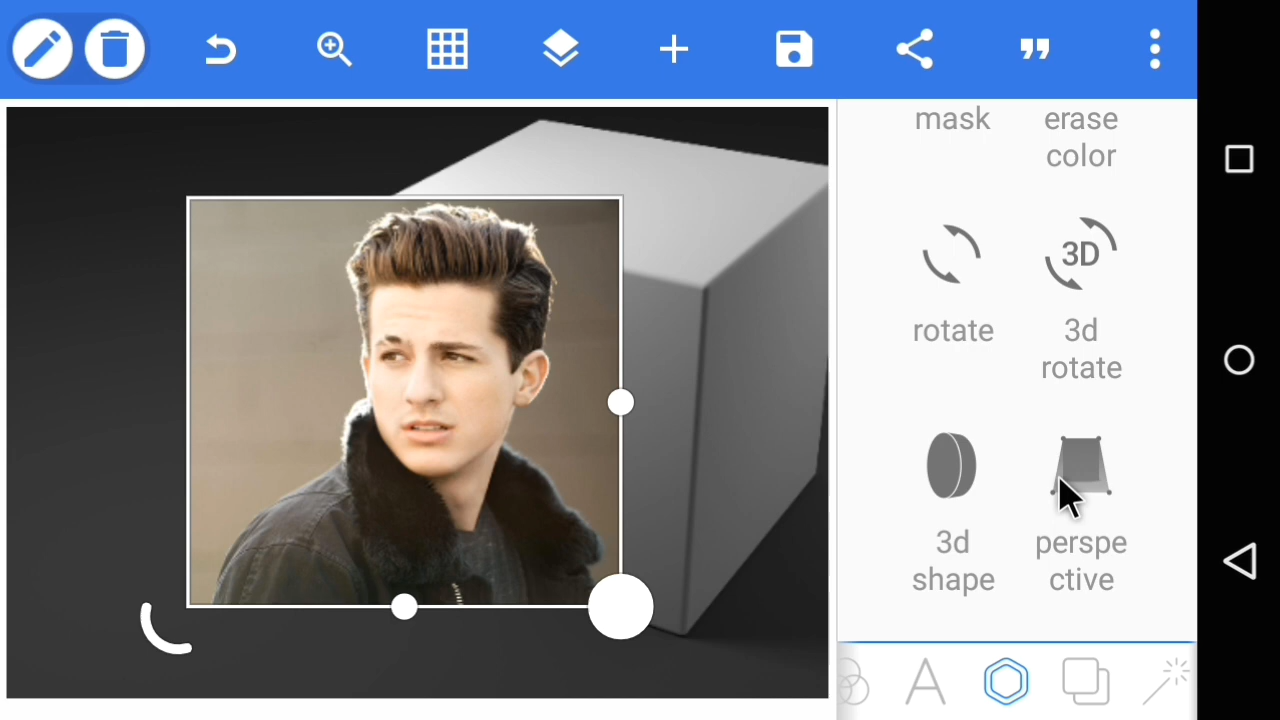 mask
erase
color
3D
rotate
3d
rotate
3d
shape
perspe
ctive
A